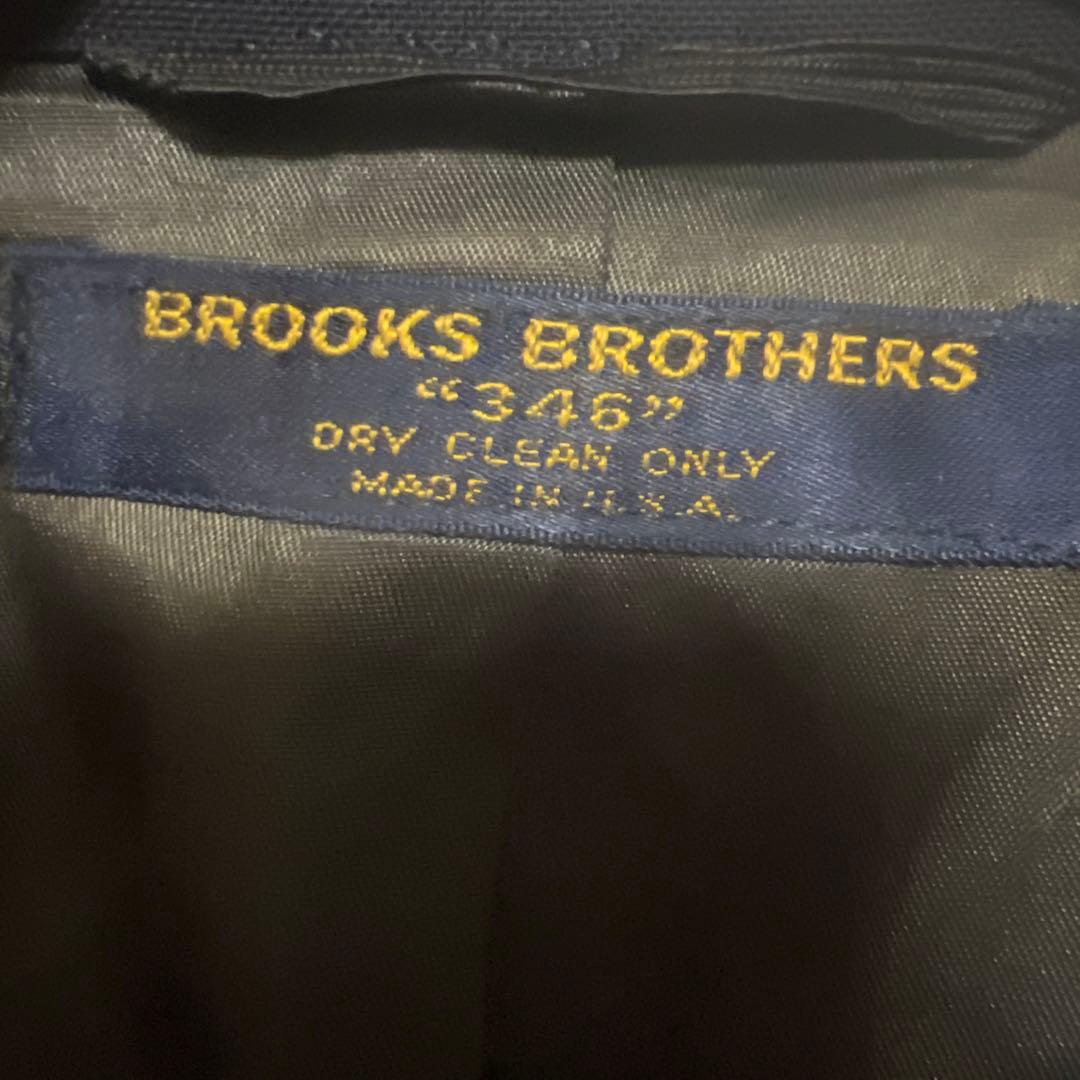 BROOKS BROTHERS
“346”
DRY CLEAN ONLY
MADE IN U.S.A.